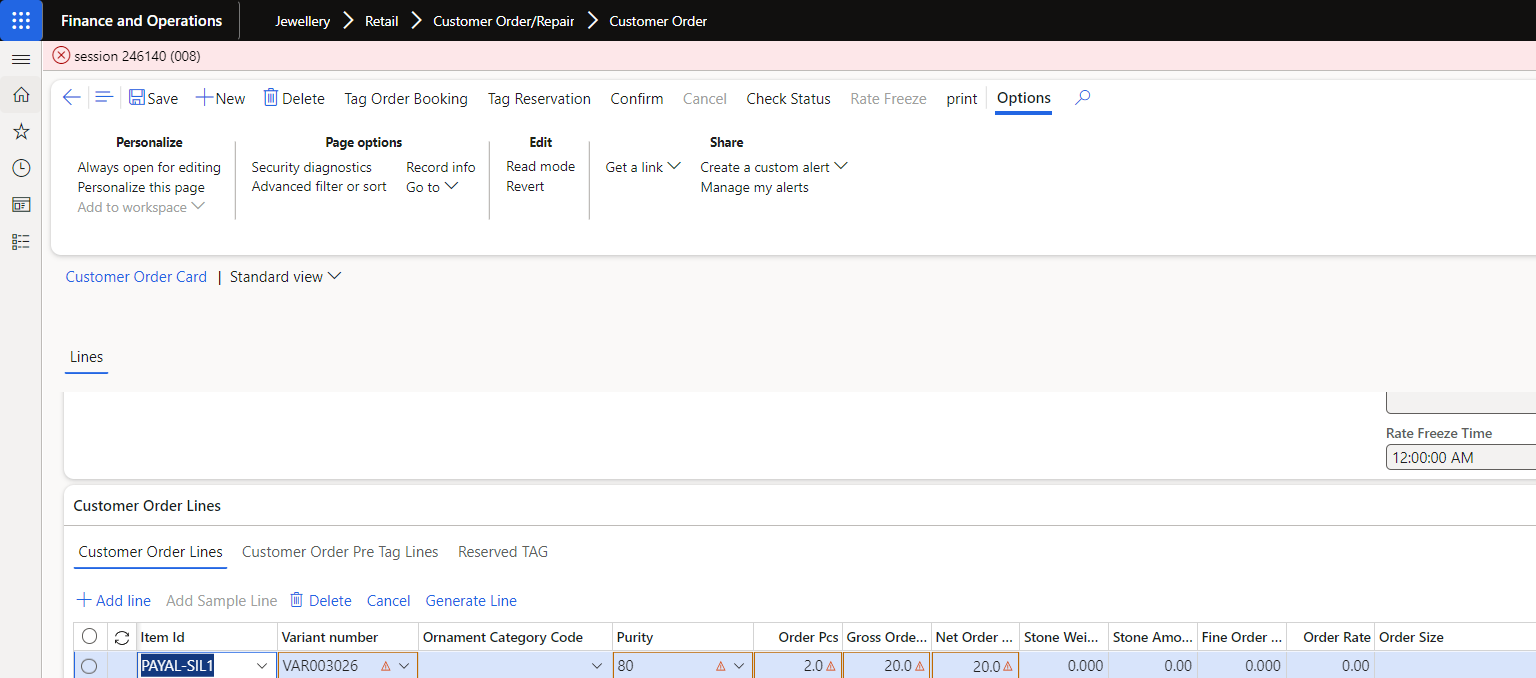 Finance and Operations Jewellery Retail Customer Order/Repair Customer Order
session 246140 (008)
Save New Delete Tag Order Booking Tag Reservation Confirm Cancel Check Status Rate Freeze print Options
Personalize Page options Edit Share
Always open for editing Security diagnostics Record info Read mode Get a link Create a custom alert
Personalize this page Advanced filter or sort Go to Revert Manage my alerts
Add to workspace
Customer Order Card | Standard view
Lines
Rate Freeze Time
12:00:00 AM
Customer Order Lines
Customer Order Lines Customer Order Pre Tag Lines Reserved TAG
Add line Add Sample Line Delete Cancel Generate Line
Item Id Variant number Ornament Category Code Purity Order Pcs Gross Orde... Net Order ... Stone Wei... Stone Amo... Fine Order ... Order Rate Order Size
PAYAL-SIL1 VAR003026 80 2.0 20.0 20.0 0.000 0.00 0.000 0.00